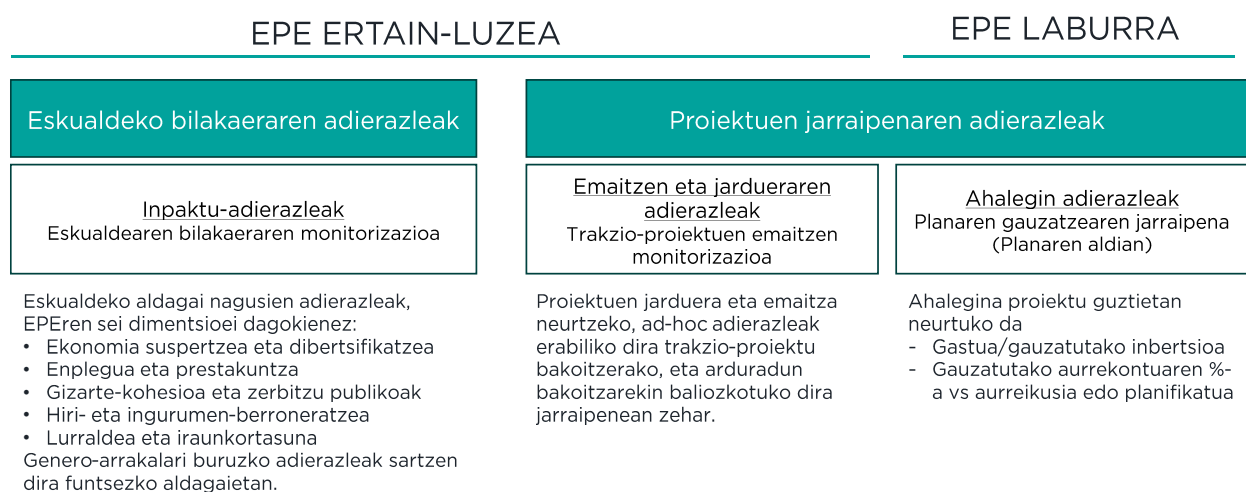 EPE ERTAIN-LUZEA
EPE LABURRA
Eskualdeko bilakaeraren adierazleak
Proiektuen jarraipenaren adierazleak
Inpaktu-adierazleak
Eskualdearen bilakaeraren monitorizazioa
Emaitzen eta jardueraren
adierazleak
Trakzio-proiektuen emaitzen
monitorizazioa
Ahalegin adierazleak
Planaren gauzatzearen jarraipena
(Planaren aldian)
Eskualdeko aldagai nagusien adierazleak,
EPEren sei dimentsioei dagokienez:
• Ekonomia suspertzea eta dibertsifikatzea
• Enplegua eta prestakuntza
• Gizarte-kohesioa eta zerbitzu publikoak
• Hiri- eta ingurumen-berroneratzea
• Lurraldea eta iraunkortasuna
Genero-arrakalari buruzko adierazleak sartzen
dira funtsezko aldagaietan.
Proiektuen jarduera eta emaitza
neurtzeko, ad-hoc adierazleak
erabiliko dira trakzio-proiektu
bakoitzerako, eta arduradun
bakoitzarekin baliozkotuko dira
jarraipenean zehar.
Ahalegina proiektu guztietan
neurtuko da
- Gastua/gauzatutako inbertsioa
- Gauzatutako aurrekontuaren %-
a vs aurreikusia edo planifikatua